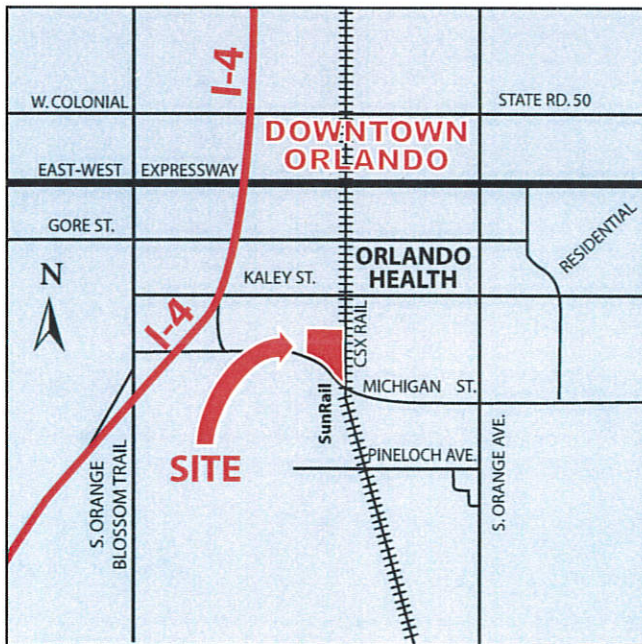 I-4
W. COLONIAL
STATE RD. 50
DOWNTOWN
ORLANDO
EAST-WEST EXPRESSWAY
GORE ST.
RESIDENTIAL
ORLANDO
HEALTH
N
KALEY ST.
I-4
CSX RAIL
MICHIGAN ST.
SunRail
PINELOCH AVE.
SITE
S. ORANGE
BLOSSOM TRAIL
S. ORANGE AVE.